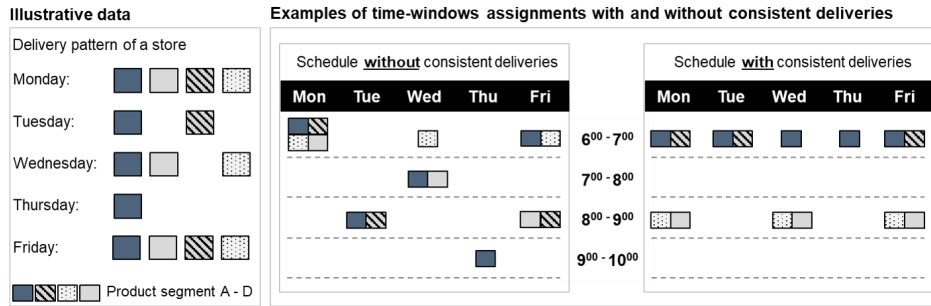 Illustrative data
Delivery pattern of a store
Monday:
Tuesday:
Wednesday:
Thursday:
Friday:
Product segment A - D
Examples of time-windows assignments with and without consistent deliveries
Schedule without consistent deliveries
Mon Tue Wed Thu Fri
6⁰⁰ - 7⁰⁰
7⁰⁰ - 8⁰⁰
8⁰⁰ - 9⁰⁰
9⁰⁰ - 10⁰⁰
Schedule with consistent deliveries
Mon Tue Wed Thu Fri